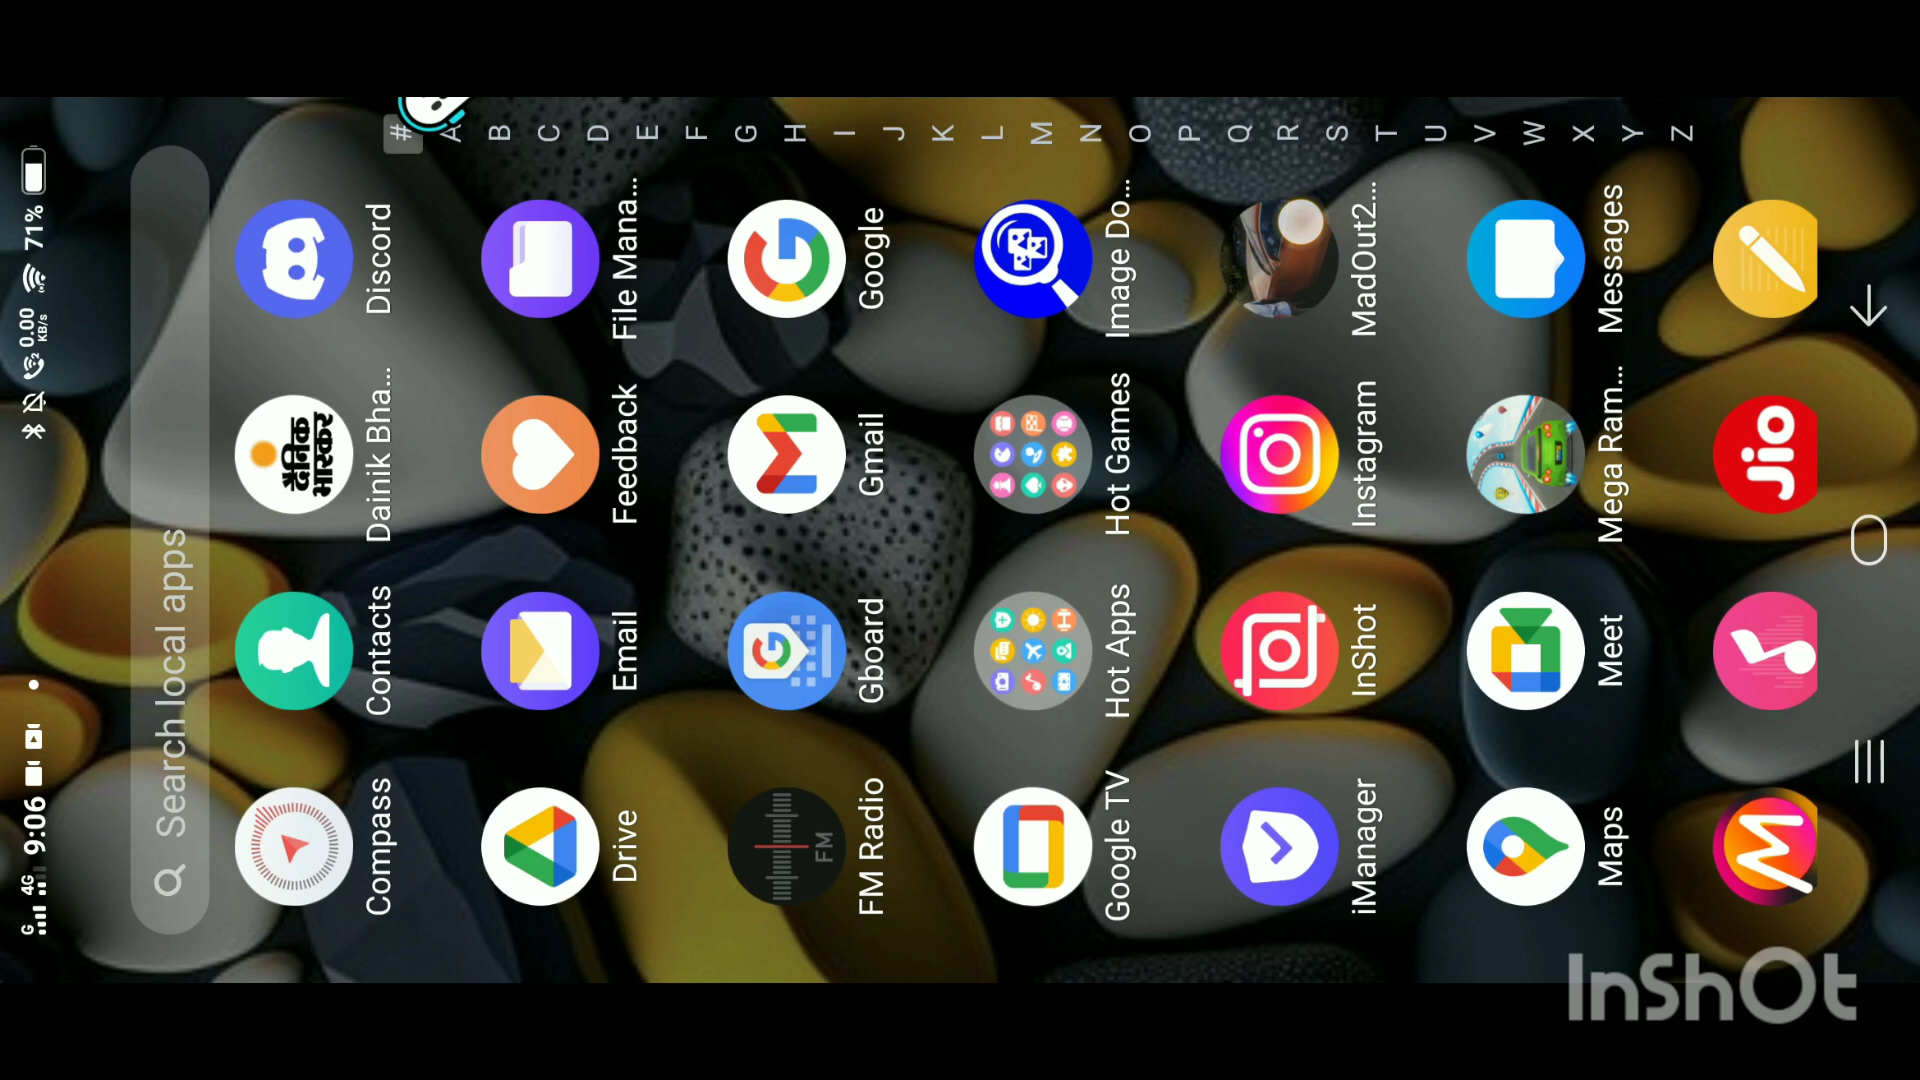 G 4G 9:06
0.00 KB/s 71%
Search local apps
#
A
B
C
D
E
F
G
H
I
J
K
L
M
N
O
P
Q
R
S
T
U
V
W
X
Y
Z
दैनिक
भास्कर
Compass Contacts Dainik Bha... Discord
Drive Email Feedback File Mana...
FM
FM Radio Gboard Gmail Google
Google TV Hot Apps Hot Games Image Do...
iManager InShot Instagram MadOut2...
Maps Meet Mega Ram... Messages
Jio
InShOt